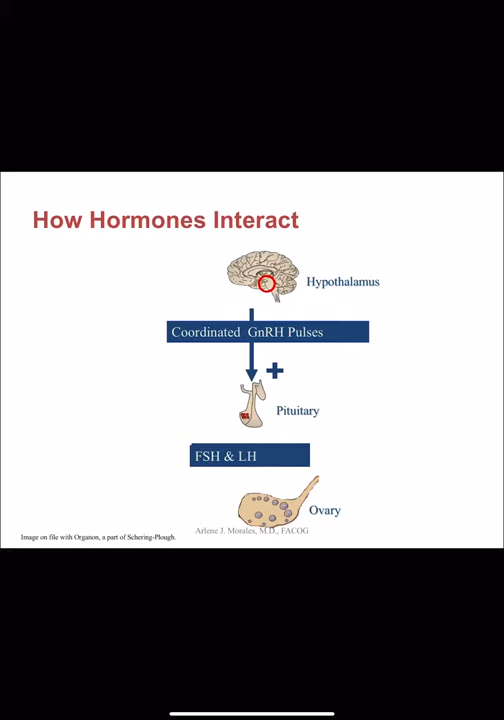 How Hormones Interact
Hypothalamus
Coordinated GnRH Pulses
+
Pituitary
FSH & LH
Ovary
Arlene J. Morales, M.D., FACOG
Image on file with Organon, a part of Schering-Plough.